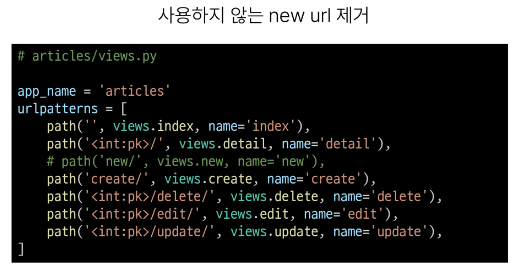 사용하지 않는 new url 제거
# articles/views.py
app_name = 'articles'
urlpatterns = [
    path('', views.index, name='index'),
    path('<int:pk>/', views.detail, name='detail'),
    # path('new/', views.new, name='new'),
    path('create/', views.create, name='create'),
    path('<int:pk>/delete/', views.delete, name='delete'),
    path('<int:pk>/edit/', views.edit, name='edit'),
    path('<int:pk>/update/', views.update, name='update'),
]